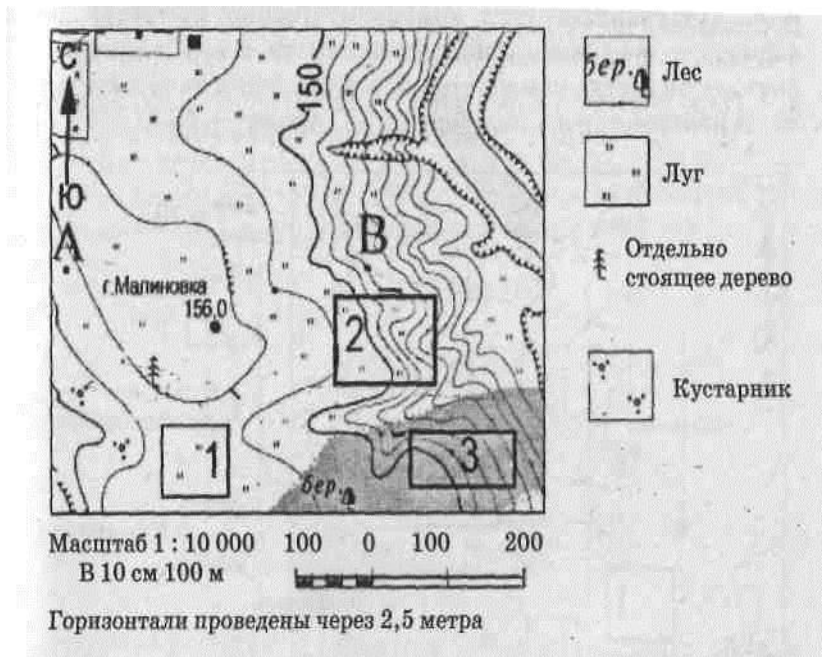 С
Ю
А
г.Малиновка
156,0
150
В
2
1
3
бер.
бер.
Лес
Луг
Отдельно
стоящее дерево
Кустарник
Масштаб 1 : 10 000
В 10 см 100 м
100 0 100 200
Горизонтали проведены через 2,5 метра